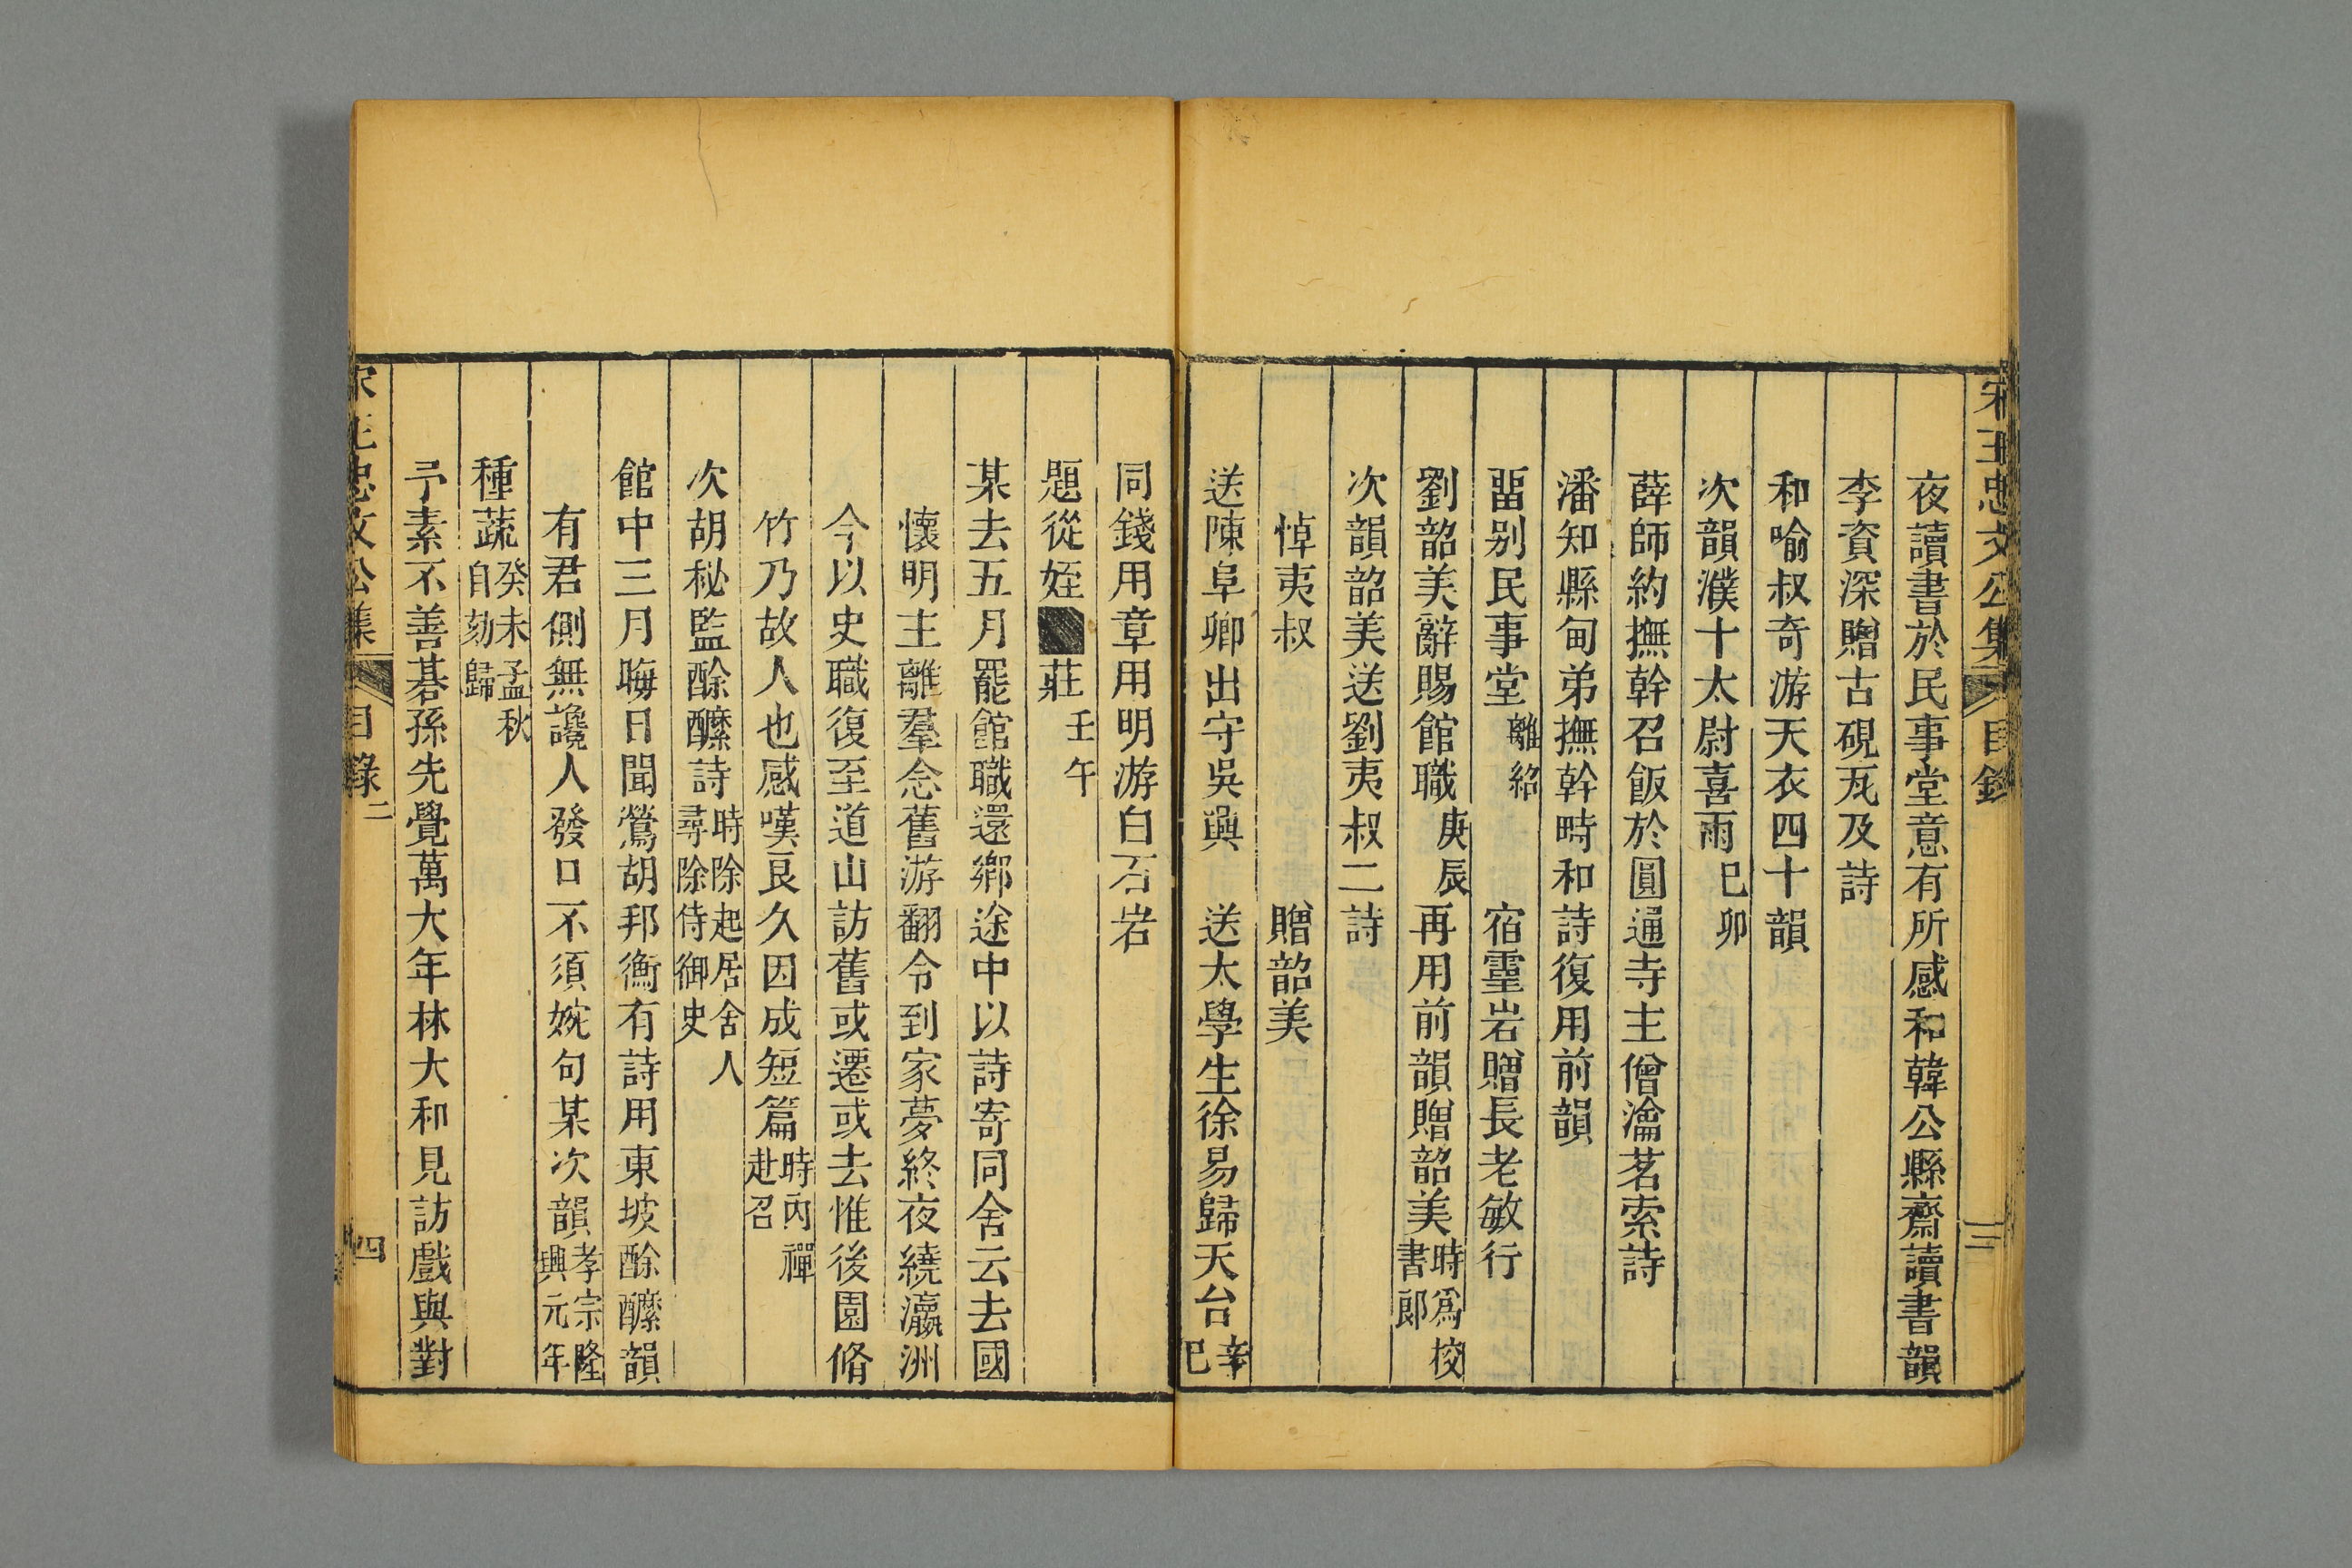 宋王忠文公集 目錄 三
夜讀書於民事堂意有所感和韓公縣齋讀書韻
李資深贈古硯瓦及詩
和喻叔奇游天衣四十韻
次韻濮十太尉喜雨 己卯
薛師約撫幹召飯於圓通寺主僧瀹茗索詩
潘知縣甸弟撫幹時和詩復用前韻
畱别民事堂 離紹 宿靈岩贈長老敏行
劉韶美辭賜館職 庚辰 再用前韻贈韶美 時爲校書郎
次韻韶美送劉夷叔二詩
悼夷叔 贈韶美
送陳阜卿出守吳興 送太學生徐易歸天台 辛巳
同錢用章用明游白石岩
題從姪■莊 壬午
某去五月罷館職還鄉途中以詩寄同舍云去國
懷明主離羣念舊游翻令到家夢終夜繞瀛洲
今以史職復至道山訪舊或遷或去惟後園脩
竹乃故人也感嘆良久因成短篇 時內禪赴召
次胡秘監酴醿詩 時除起居舍人尋除侍御史
館中三月晦日聞鶯胡邦衡有詩用東坡酴醿韻
有君側無讒人發口不須婉句某次韻 孝宗隆興元年
種蔬 癸未孟秋自劾歸
予素不善碁孫先覺萬大年林大和見訪戲與對
宋王忠文公集 目錄二 四